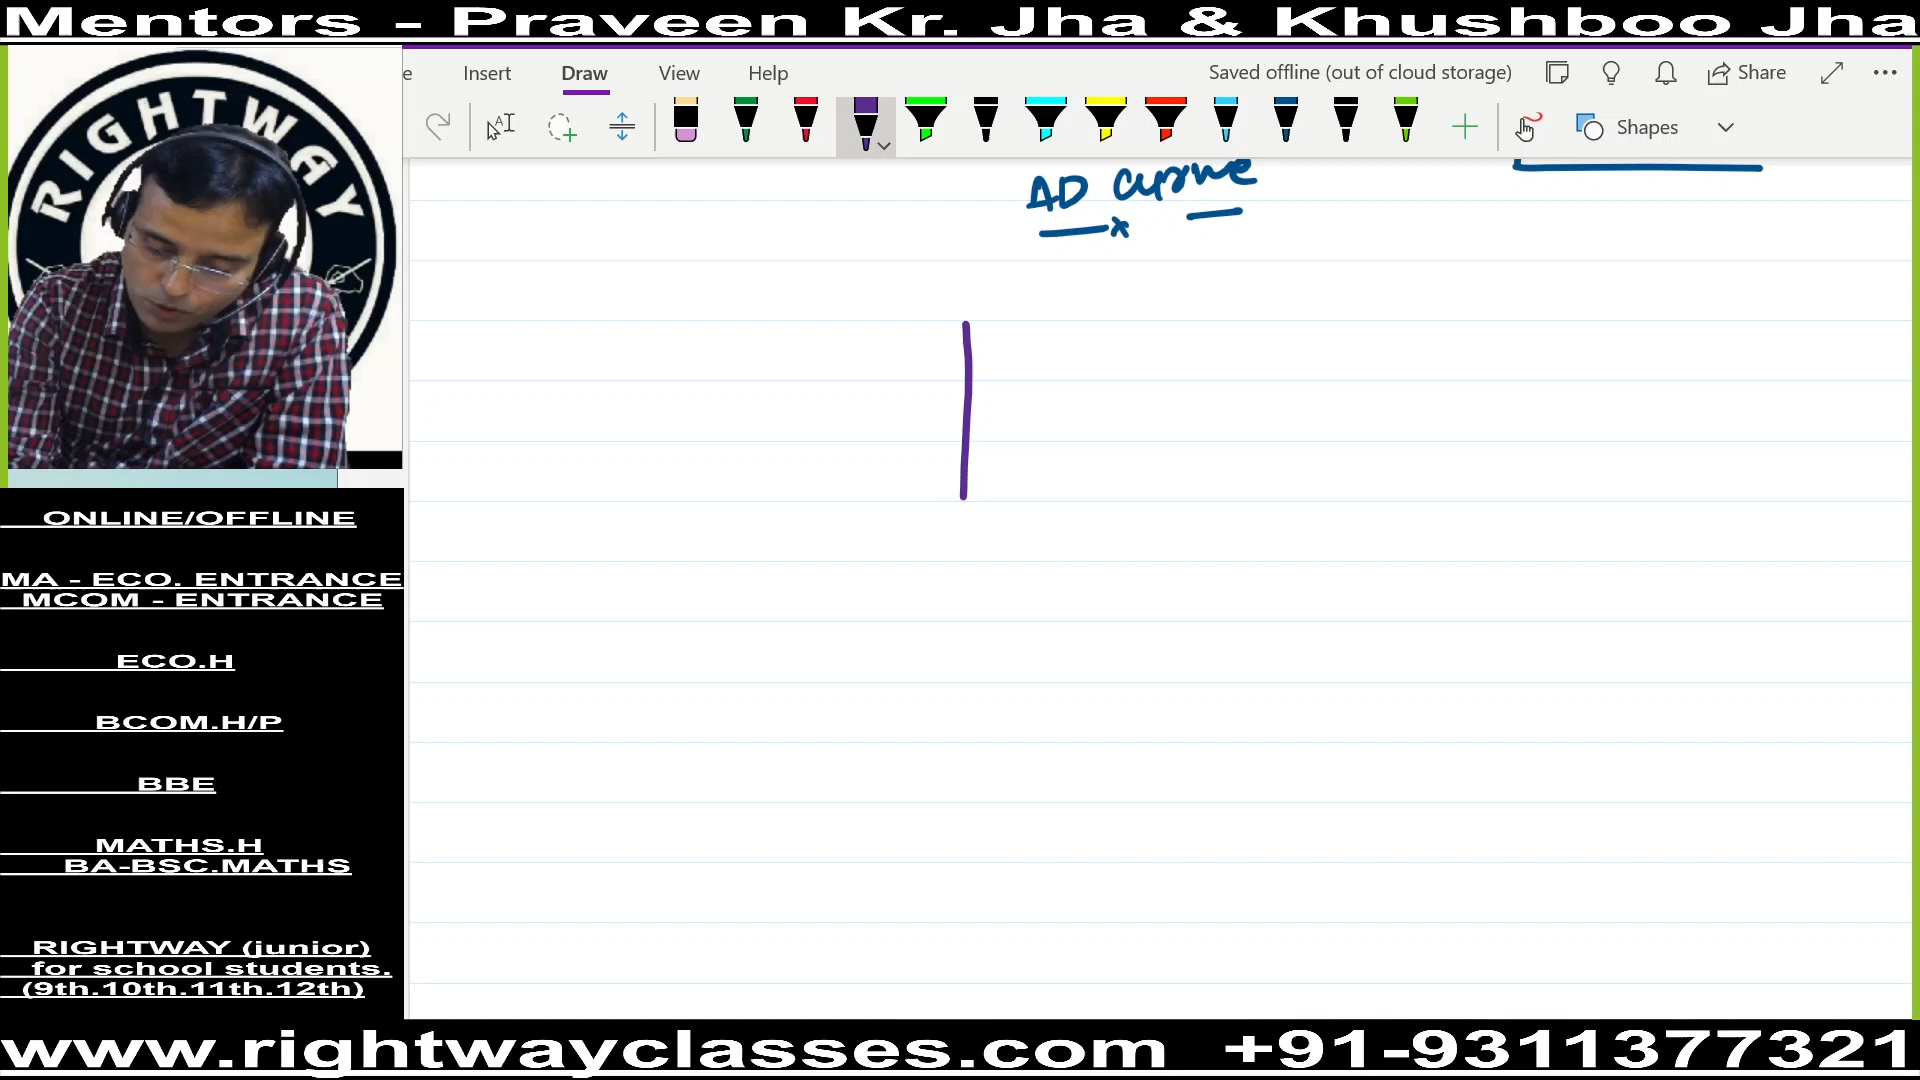 Mentors - Praveen Kr. Jha & Khushboo Jha
RIGHTWAY
e Insert Draw View Help
Saved offline (out of cloud storage)
Share
Shapes
AD curve
x
ONLINE/OFFLINE
MA - ECO. ENTRANCE
MCOM - ENTRANCE
ECO.H
BCOM.H/P
BBE
MATHS.H
BA-BSC.MATHS
RIGHTWAY (junior)
for school students.
(9th.10th.11th.12th)
www.rightwayclasses.com +91-9311377321